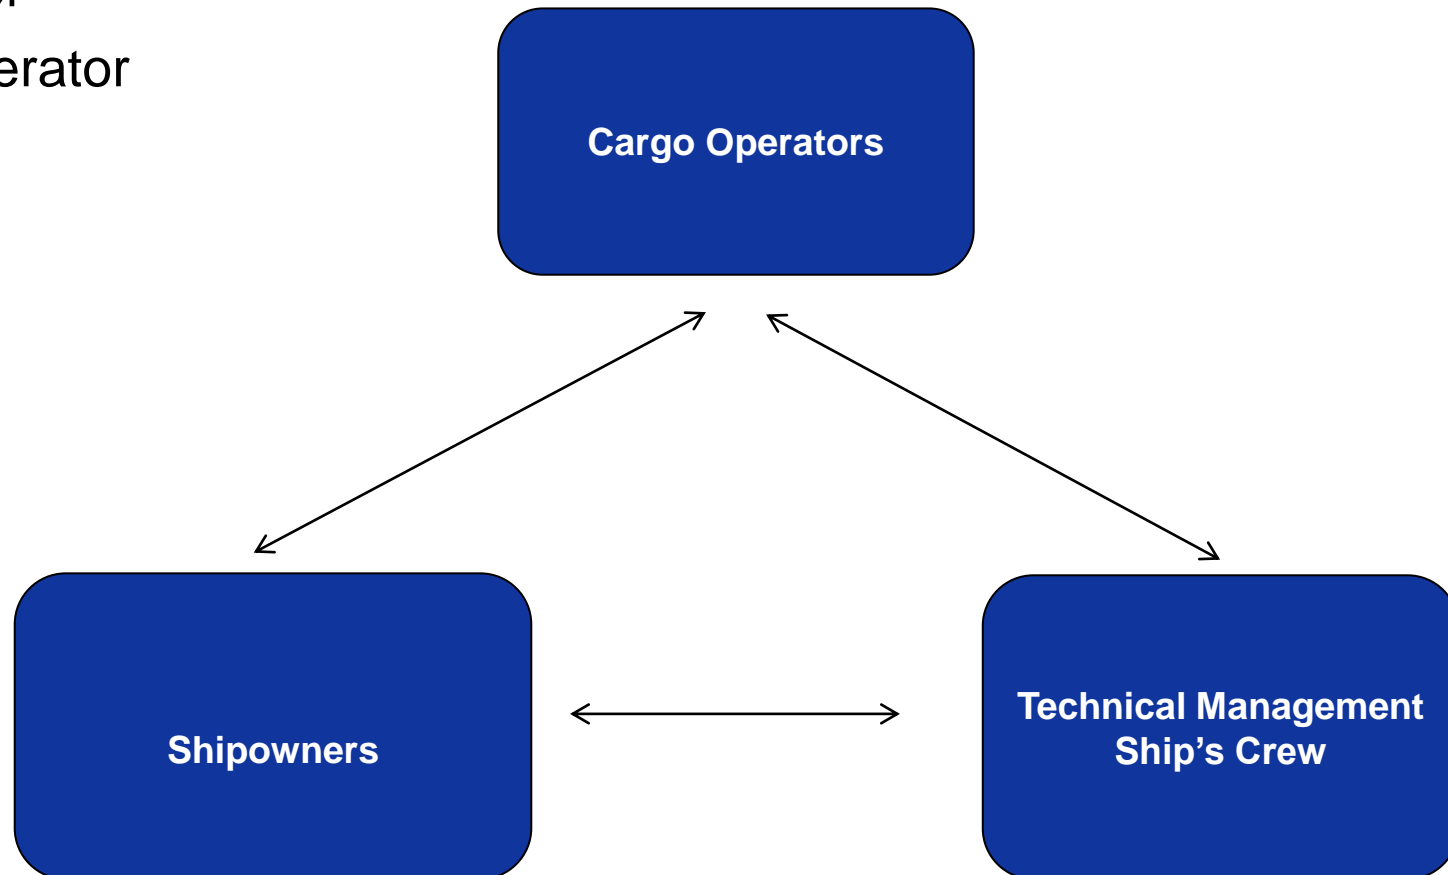 erator
Cargo Operators
Shipowners
Technical Management
Ship’s Crew